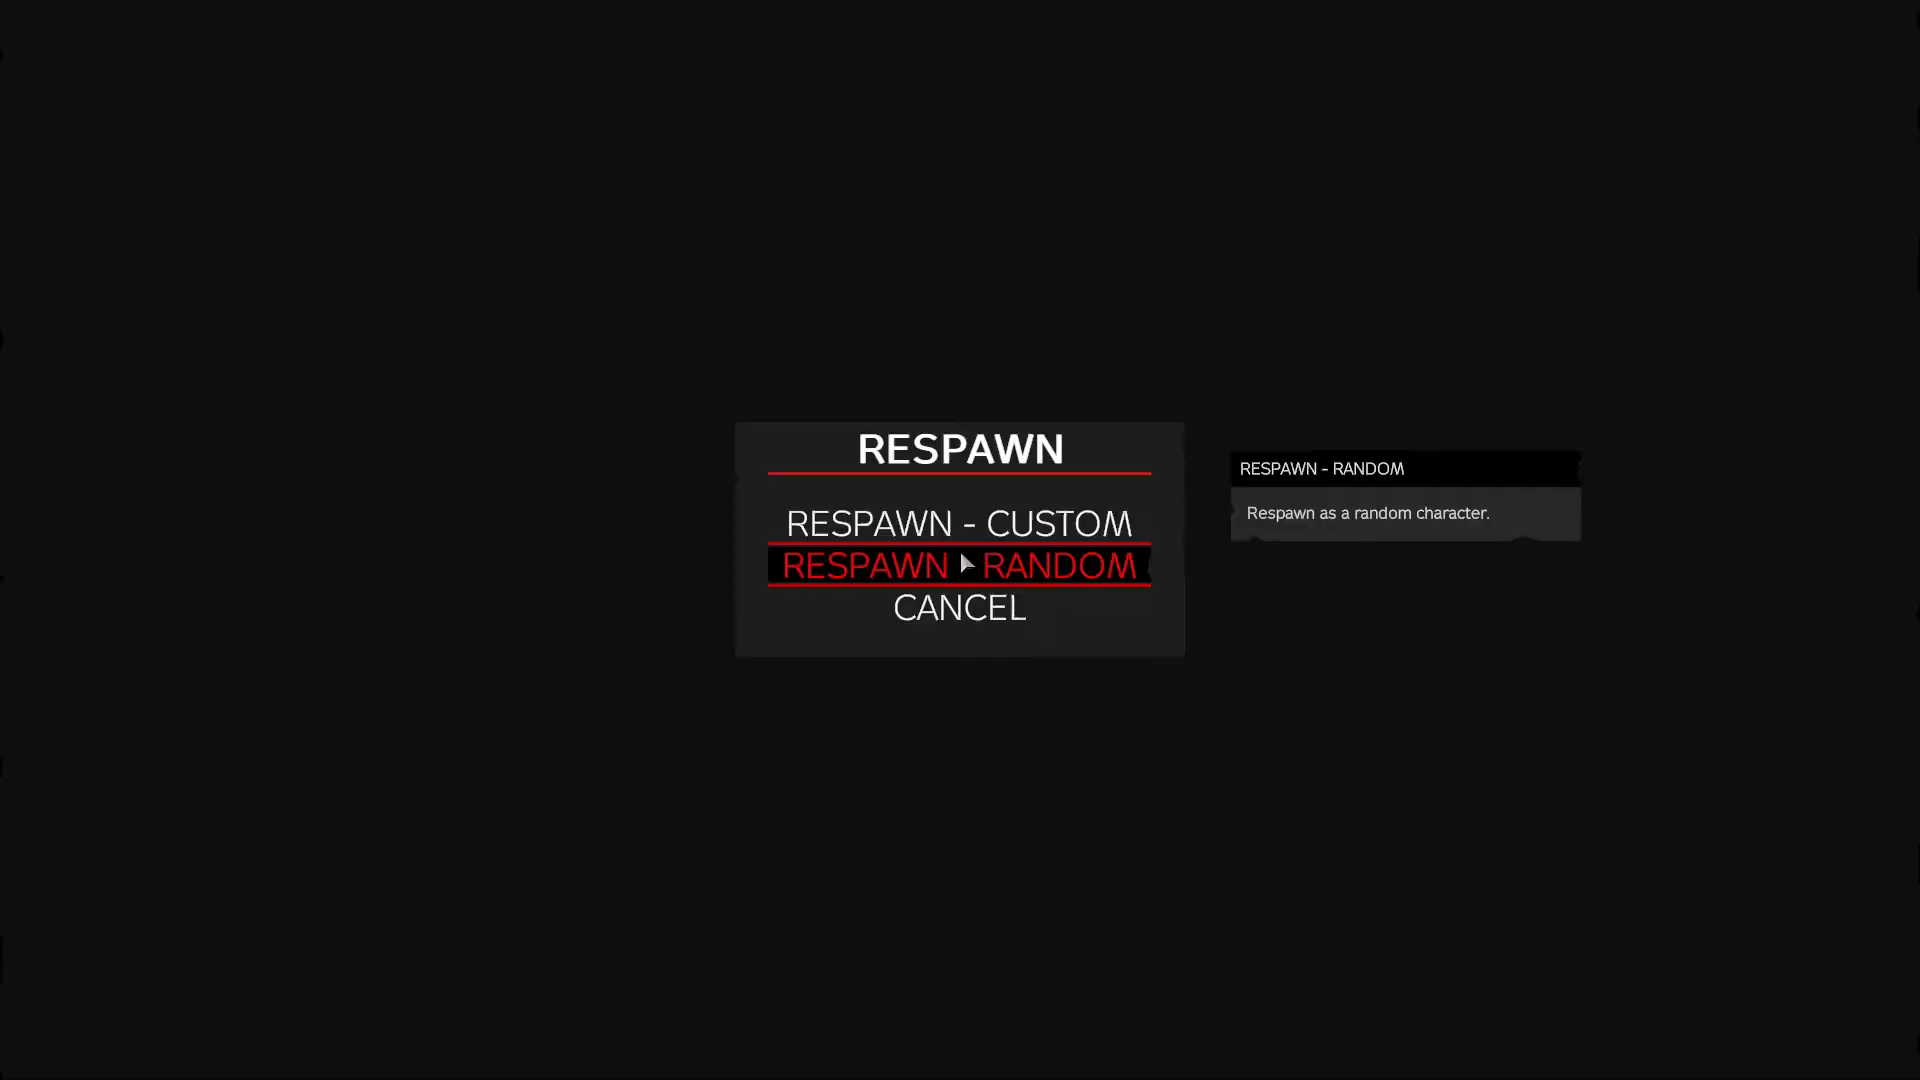 RESPAWN
RESPAWN - CUSTOM
RESPAWN RANDOM
CANCEL
RESPAWN - RANDOM
Respawn as a random character.